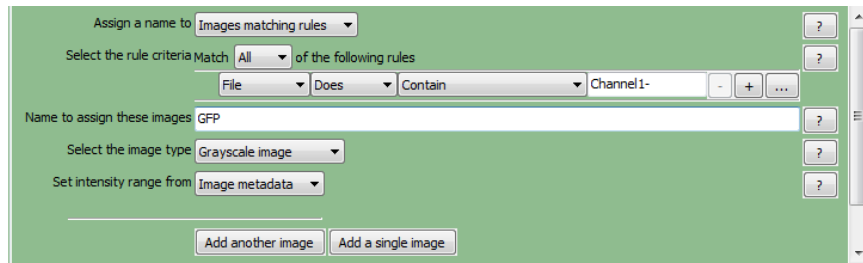 Assign a name to Images matching rules ?
Select the rule criteria Match All of the following rules ?
File Does Contain Channel1- - + ...
Name to assign these images GFP ?
Select the image type Grayscale image ?
Set intensity range from Image metadata ?
Add another image Add a single image